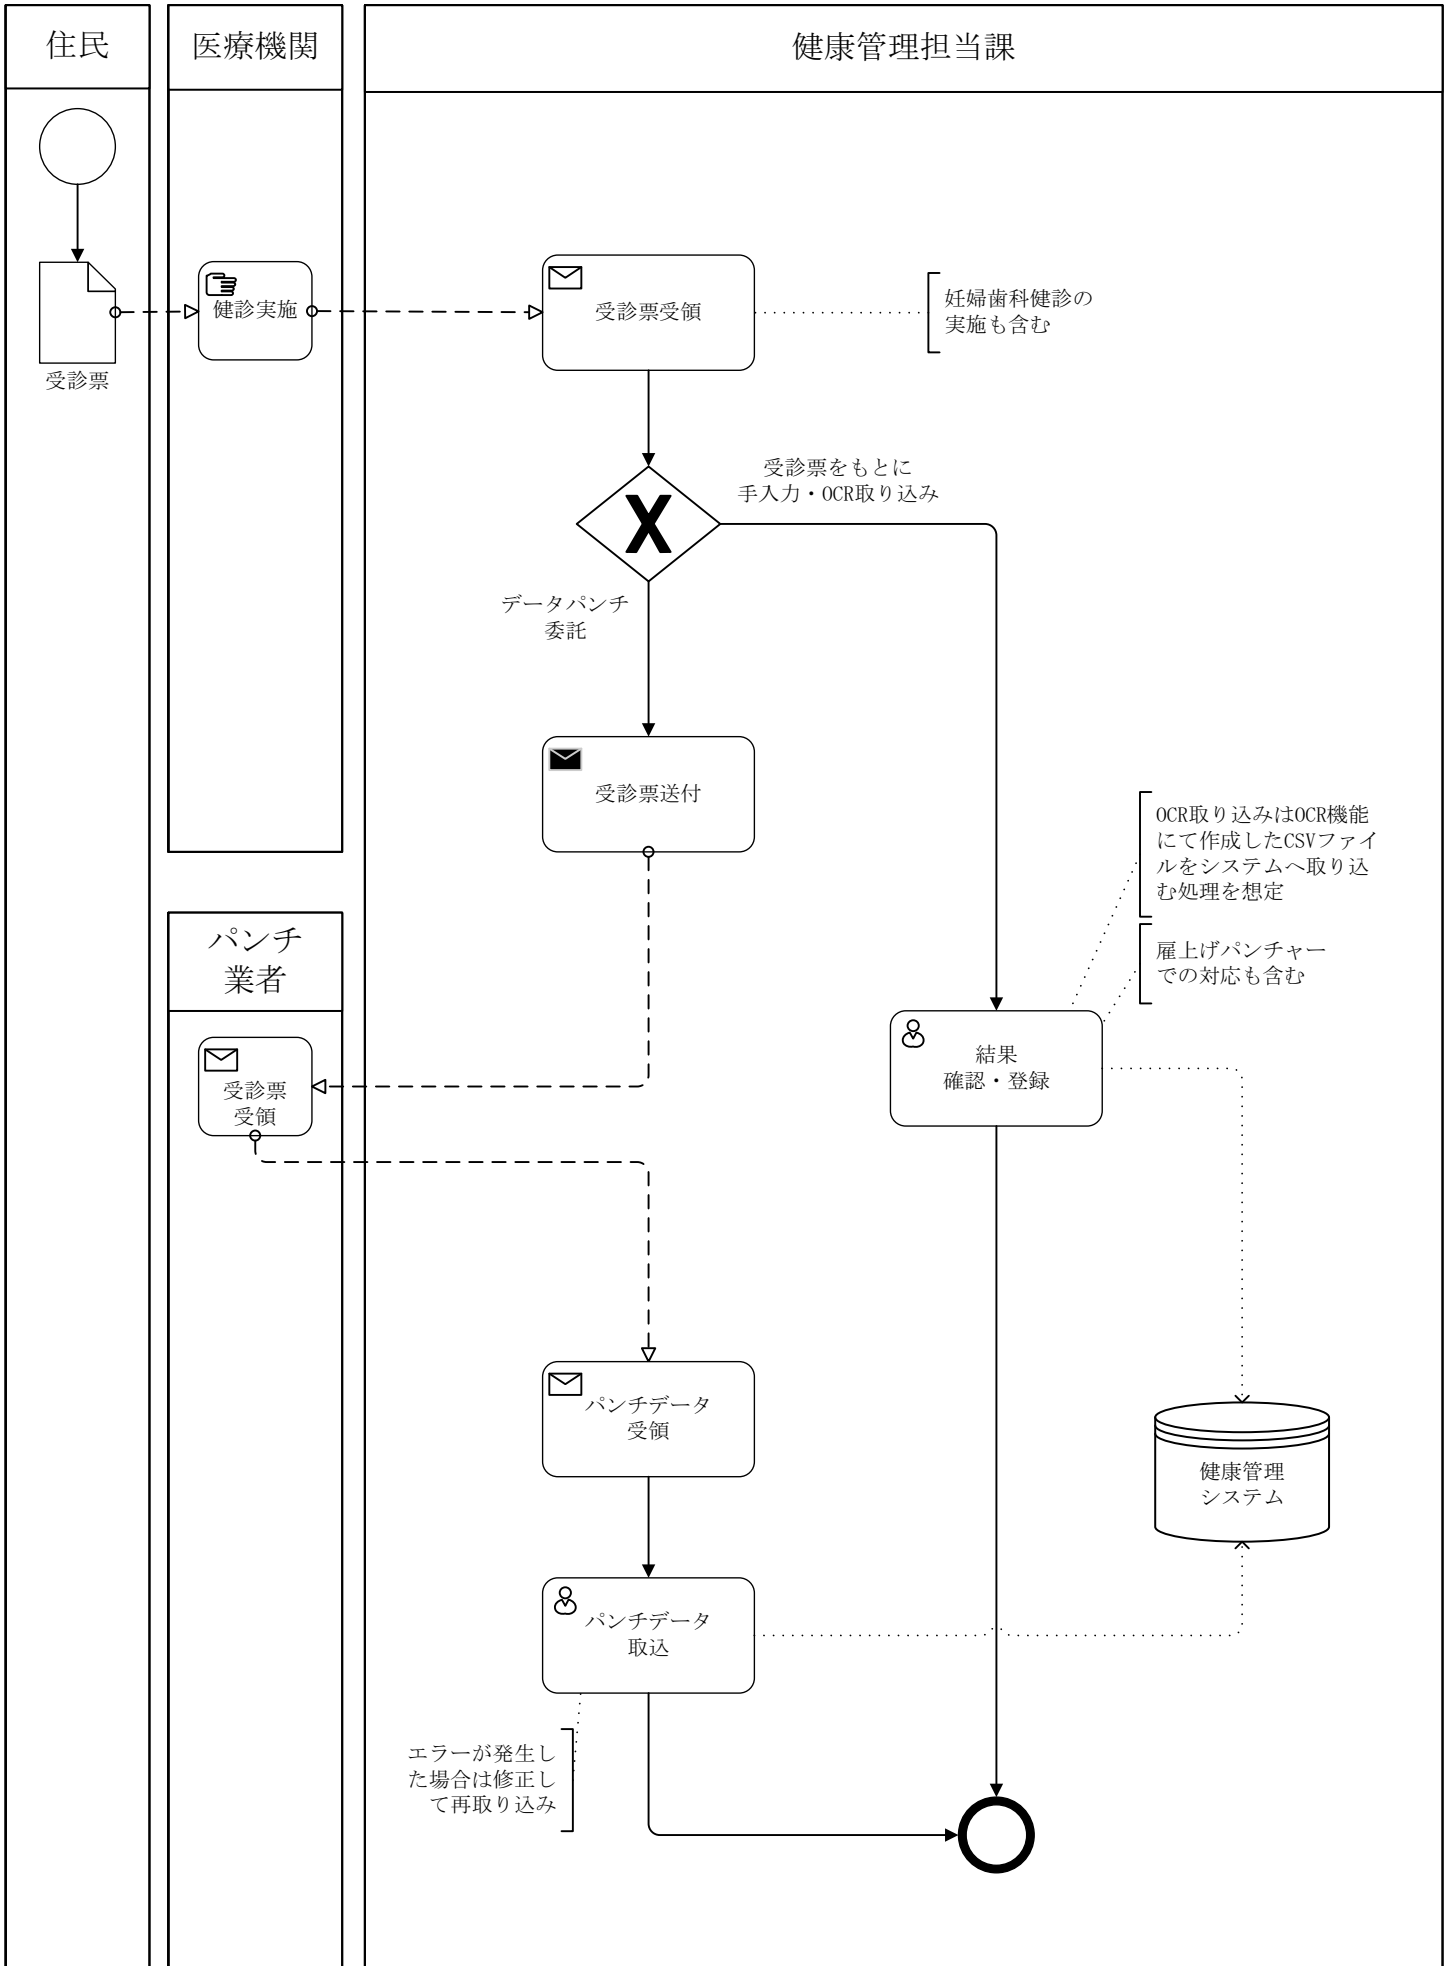 住民
医療機関
健康管理担当課
受診票
健診実施
受診票受領
妊婦歯科健診の
実施も含む
受診票をもとに
手入力・OCR取り込み
データパンチ
委託
受診票送付
OCR取り込みはOCR機能
にて作成したCSVファイ
ルをシステムへ取り込
む処理を想定
雇上げパンチャー
での対応も含む
パンチ
業者
受診票
受領
結果
確認・登録
パンチデータ
受領
健康管理
システム
パンチデータ
取込
エラーが発生し
た場合は修正し
て再取り込み